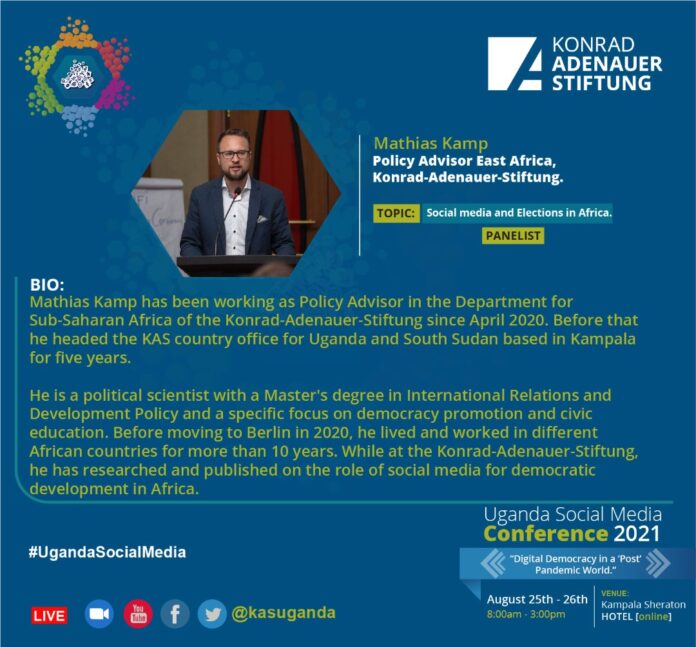 KONRAD
ADENAUER
STIFTUNG
Mathias Kamp
Policy Advisor East Africa,
Konrad-Adenauer-Stiftung.
TOPIC: Social media and Elections in Africa.
PANELIST
BIO:
Mathias Kamp has been working as Policy Advisor in the Department for
Sub-Saharan Africa of the Konrad-Adenauer-Stiftung since April 2020. Before that
he headed the KAS country office for Uganda and South Sudan based in Kampala
for five years.
He is a political scientist with a Master's degree in International Relations and
Development Policy and a specific focus on democracy promotion and civic
education. Before moving to Berlin in 2020, he lived and worked in different
African countries for more than 10 years. While at the Konrad-Adenauer-Stiftung,
he has researched and published on the role of social media for democratic
development in Africa.
Uganda Social Media
Conference 2021
"Digital Democracy in a 'Post'
Pandemic World."
August 25th - 26th
8:00am - 3:00pm
VENUE:
Kampala Sheraton
HOTEL [online]
#UgandaSocialMedia
LIVE
You
Tube
@kasuganda